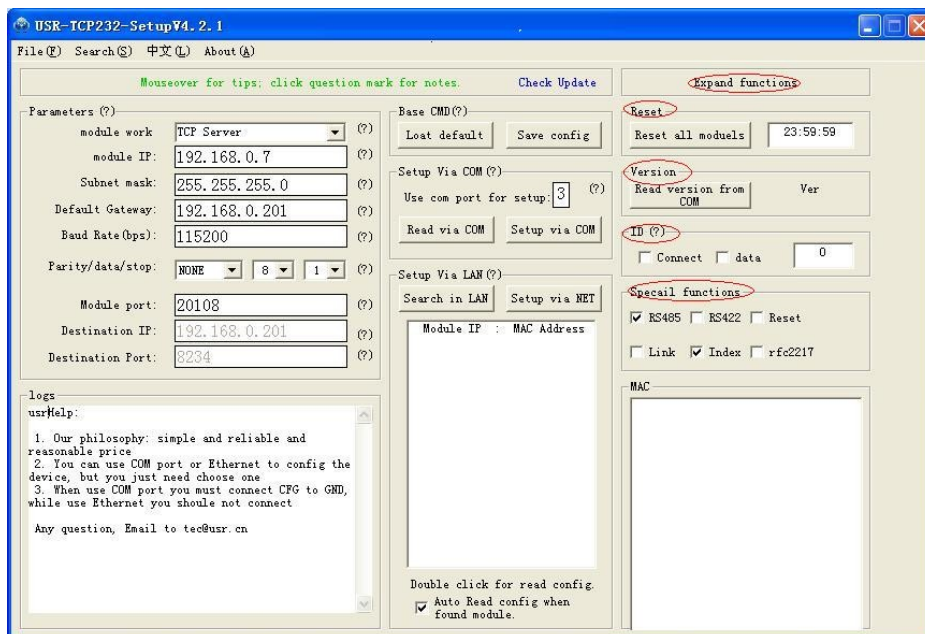 USR-TCP232-SetupV4.2.1
File(F) Search(S) 中文(L) About(A)
Mouseover for tips; click question mark for notes. Check Update
Expand functions
Parameters (?)
module work TCP Server (?)
module IP: 192.168.0.7 (?)
Subnet mask: 255.255.255.0 (?)
Default Gateway: 192.168.0.201 (?)
Baud Rate(bps): 115200 (?)
Parity/data/stop: NONE 8 1 (?)
Module port: 20108 (?)
Destination IP: 192.168.0.201 (?)
Destination Port: 8234 (?)
logs
usrHelp:
1. Our philosophy: simple and reliable and
reasonable price
2. You can use COM port or Ethernet to config the
device, but you just need choose one
3. When use COM port you must connect CFG to GND,
while use Ethernet you shoule not connect
Any question, Email to tec@usr.cn
Base CMD(?)
Loat default Save config
Setup Via COM(?)
Use com port for setup: 3 (?)
Read via COM Setup via COM
Setup Via LAN(?)
Search in LAN Setup via NET
Module IP : MAC Address
Double click for read config.
Auto Read config when
found module.
Reset
Reset all moduels 23:59:59
Version
Read version from
COM
Ver
ID(?)
Connect data 0
Specail functions
RS485 RS422 Reset
Link Index rfc2217
MAC